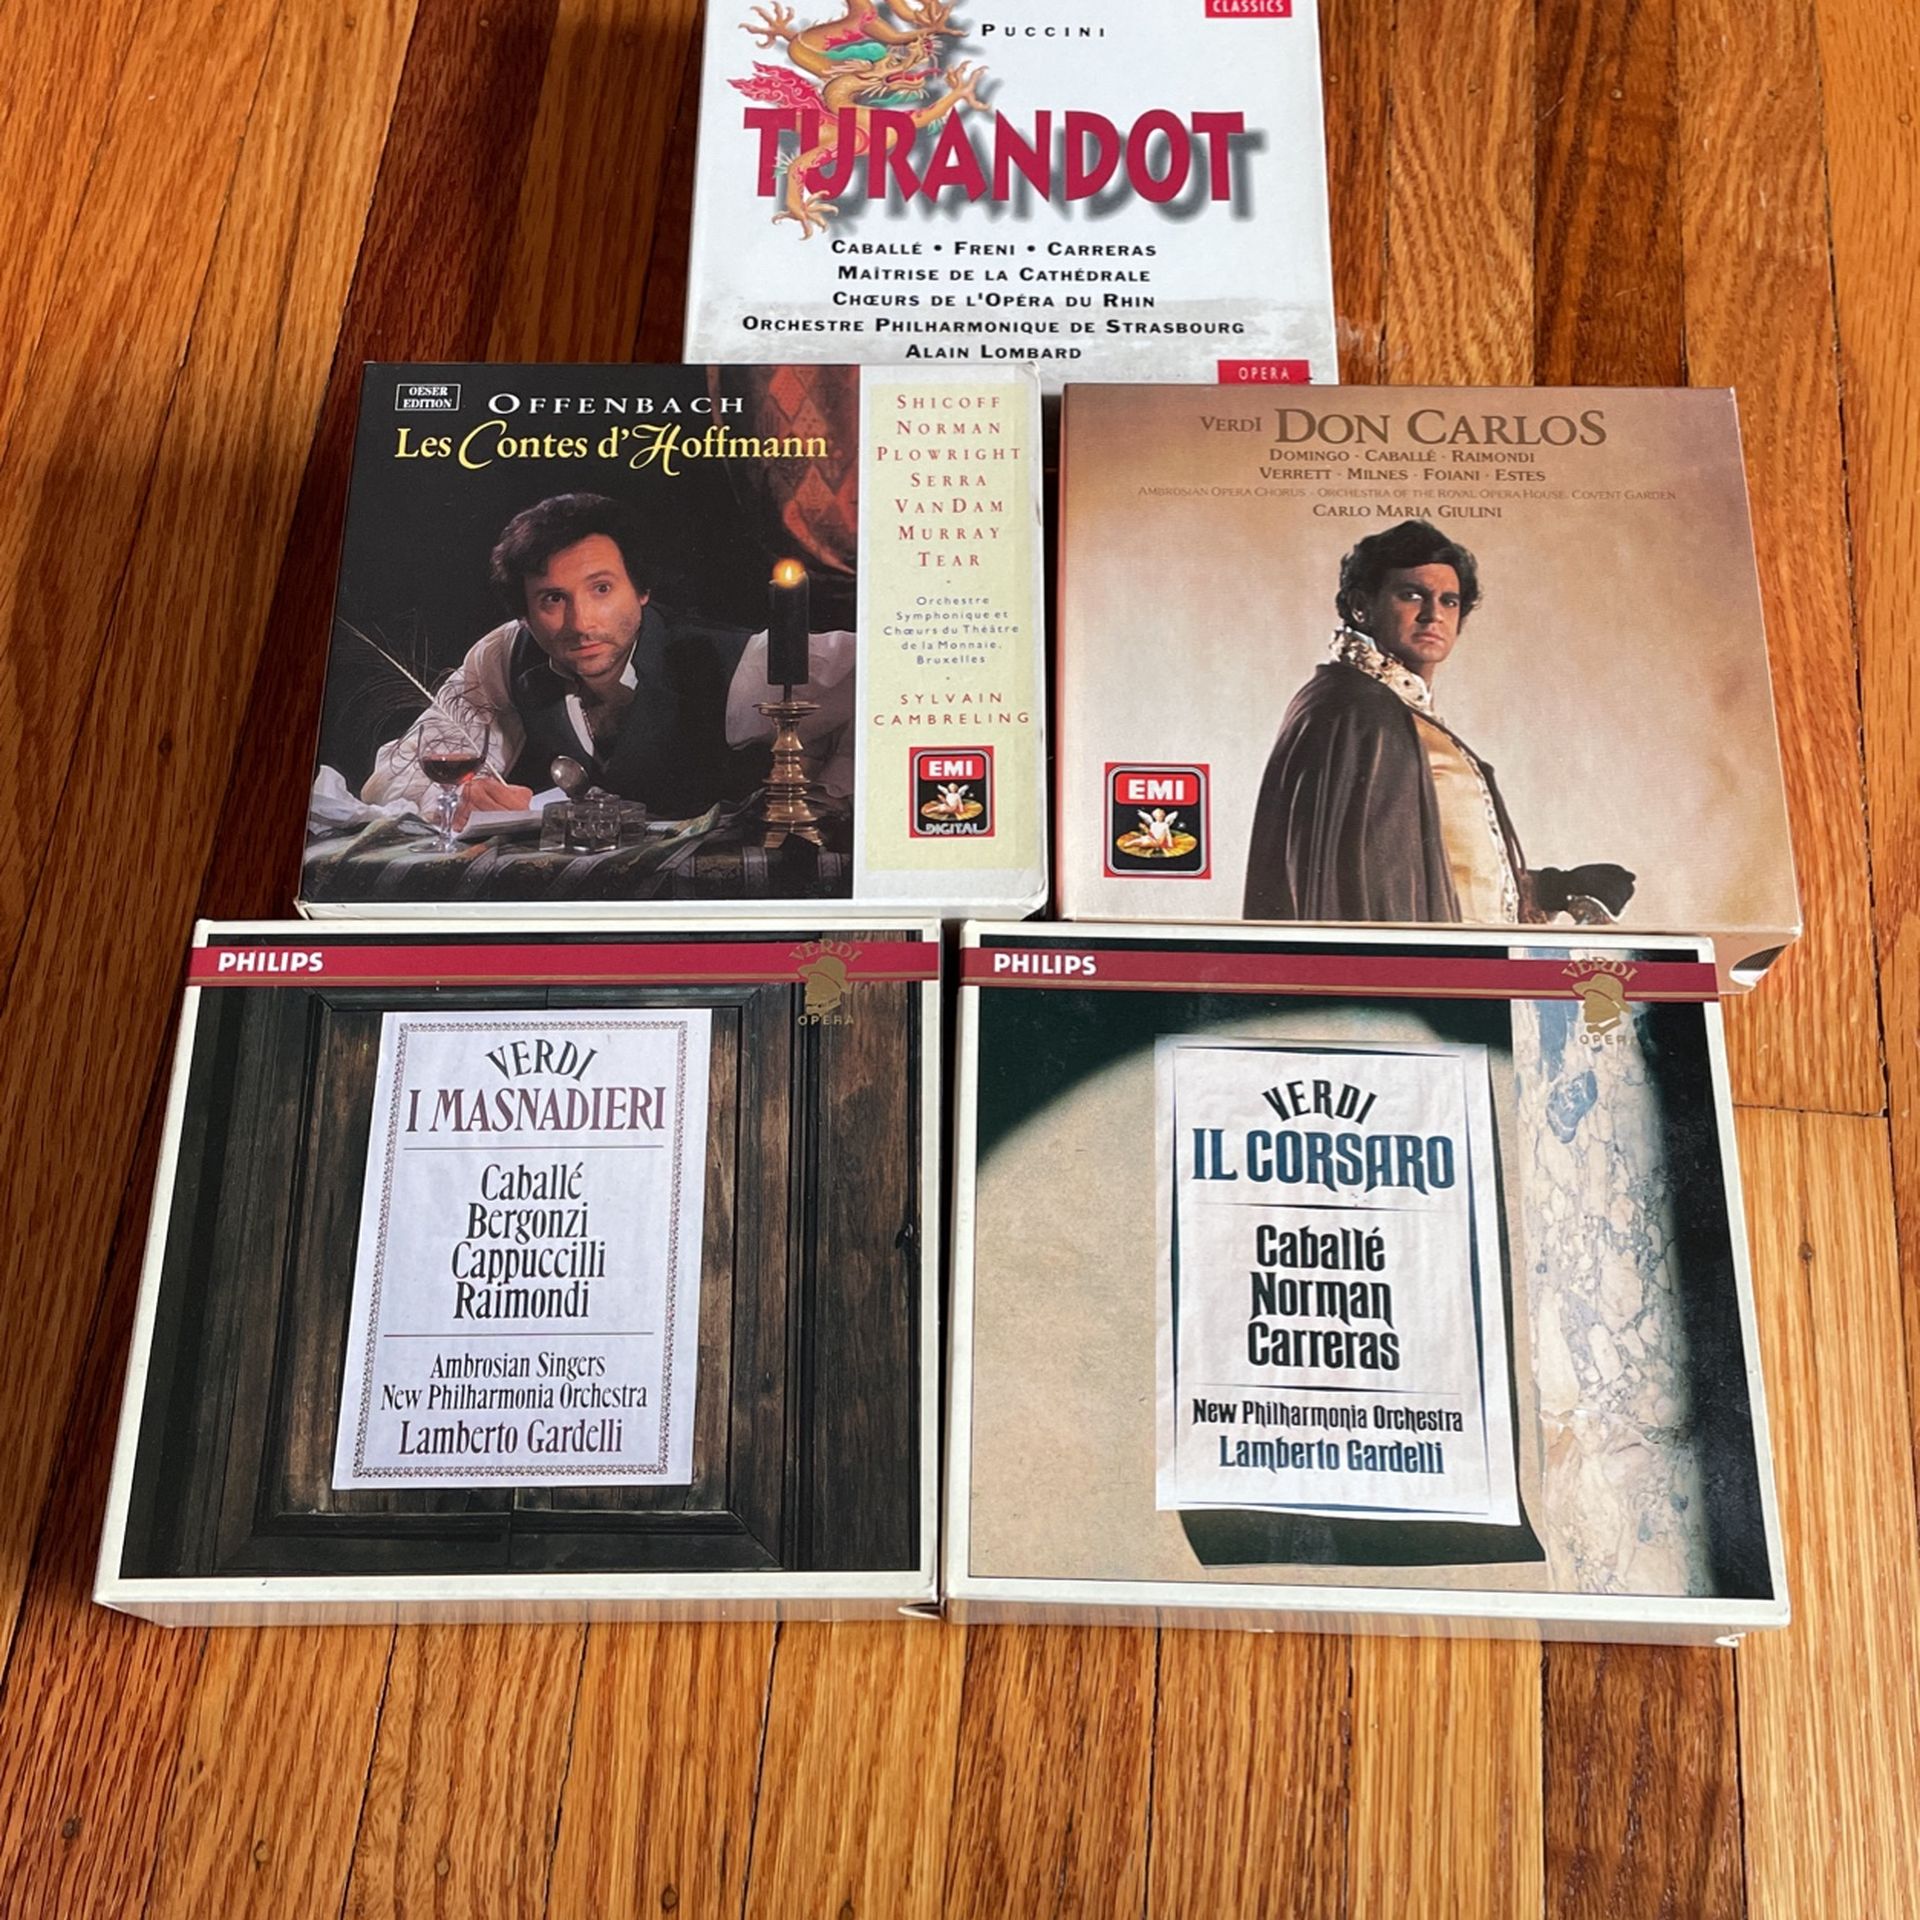 CLASSICS
PUCCINI
TURANDOT
CABALLÉ • FRENI • CARRERAS
MAÎTRISE DE LA CATHÉDRALE
CHŒURS DE L'OPÉRA DU RHIN
ORCHESTRE PHILHARMONIQUE DE STRASBOURG
ALAIN LOMBARD
OPERA
OESER
EDITION
OFFENBACH
Les Contes d'Hoffmann
SHICOFF
NORMAN
PLOWRIGHT
SERRA
VANDAM
MURRAY
TEAR
Orchestre
Symphonique et
Chœurs du Théâtre
de la Monnaie,
Bruxelles
SYLVAIN
CAMBRELING
EMI
DIGITAL
VERDI DON CARLOS
DOMINGO · CABALLÉ · RAIMONDI
VERRETT · MILNES · FOIANI · ESTES
AMBROSIAN OPERA CHORUS · ORCHESTRA OF THE ROYAL OPERA HOUSE, COVENT GARDEN
CARLO MARIA GIULINI
EMI
PHILIPS
VERDI
OPERA
VERDI
I MASNADIERI
Caballé
Bergonzi
Cappuccilli
Raimondi
Ambrosian Singers
New Philharmonia Orchestra
Lamberto Gardelli
PHILIPS
VERDI
OPERA
VERDI
IL CORSARO
Caballé
Norman
Carreras
New Philharmonia Orchestra
Lamberto Gardelli